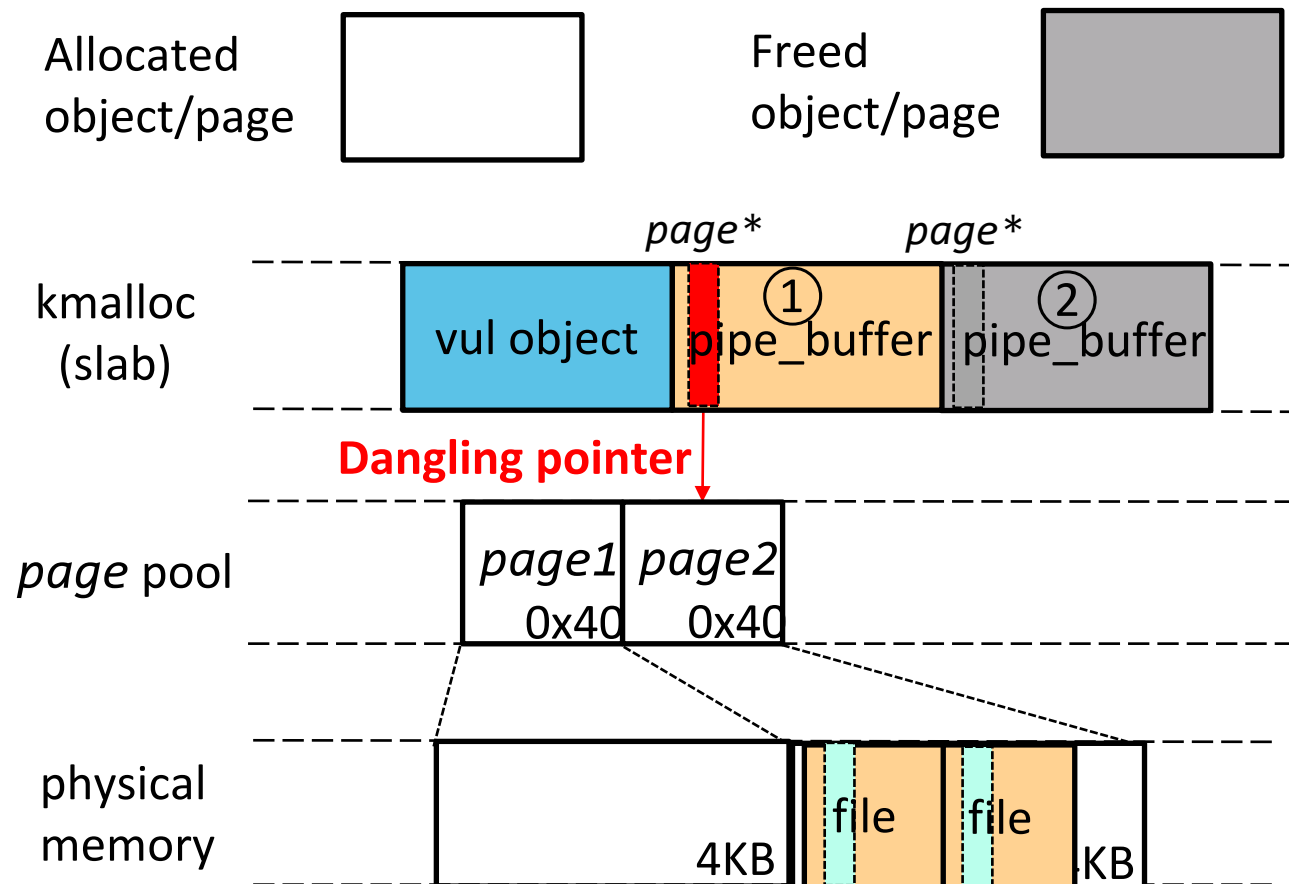 Allocated
object/page
Freed
object/page
page* page*
kmalloc
(slab)
vul object
1
pipe_buffer
2
pipe_buffer
Dangling pointer
page pool
page1
0x40
page2
0x40
physical
memory
4KB
file
file
KB